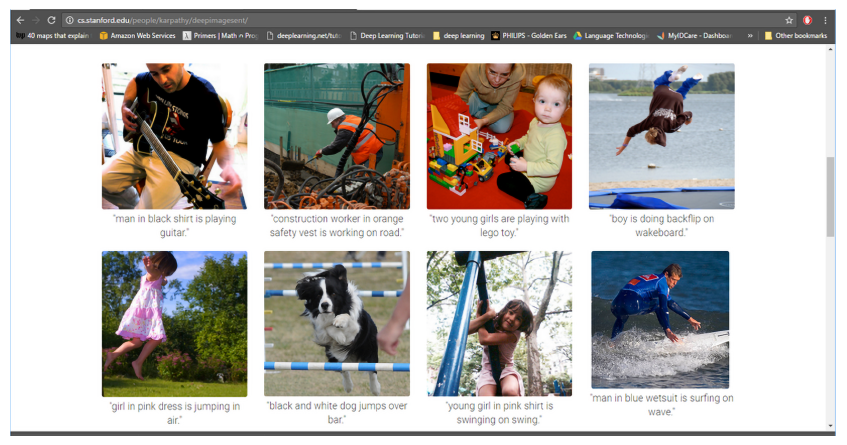 cs.stanford.edu/people/karpathy/deepimagesent/
40 maps that explain
Amazon Web Services
Primers | Math ∩ Prog
deeplearning.net/tuto
Deep Learning Tutoria
deep learning
PHILIPS - Golden Ears
Language Technolog
MyIDCare - Dashboar
»
Other bookmarks
"man in black shirt is playing
guitar."
"construction worker in orange
safety vest is working on road."
"two young girls are playing with
lego toy."
"boy is doing backflip on
wakeboard."
"girl in pink dress is jumping in
air."
"black and white dog jumps over
bar."
"young girl in pink shirt is
swinging on swing."
"man in blue wetsuit is surfing on
wave."